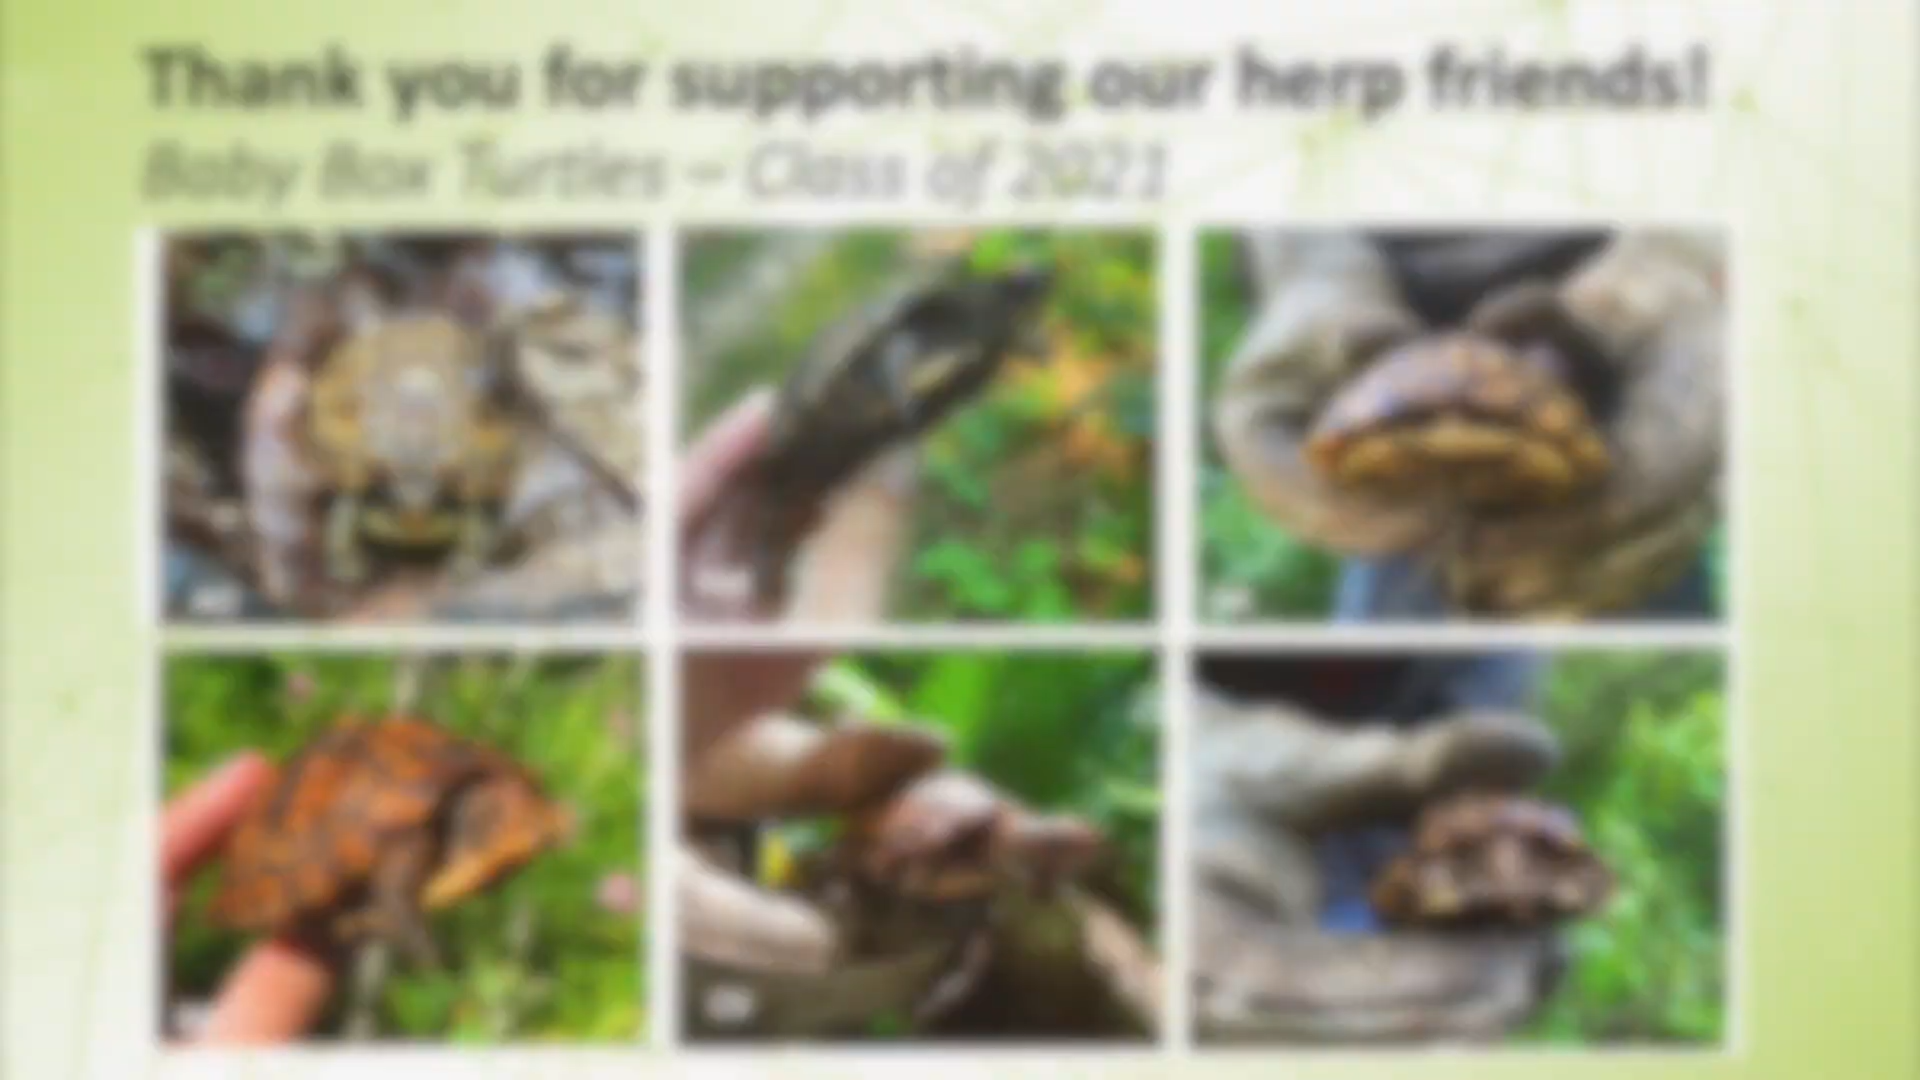 Thank you for supporting our herp friends!
Baby Box Turtles – Class of 2021